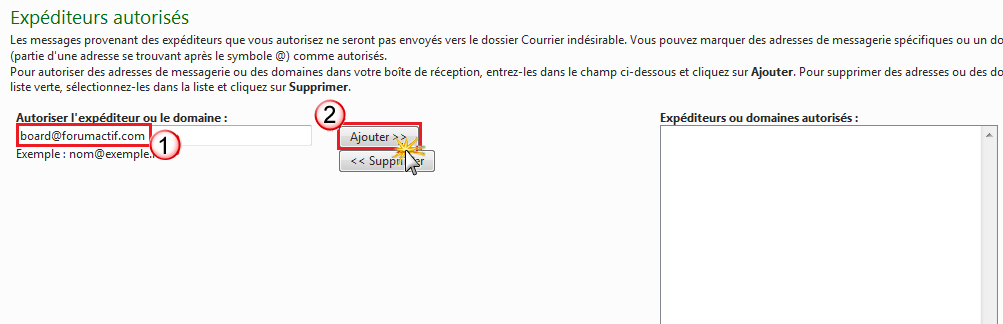 Expéditeurs autorisés
Les messages provenant des expéditeurs que vous autorisez ne seront pas envoyés vers le dossier Courrier indésirable. Vous pouvez marquer des adresses de messagerie spécifiques ou un do
(partie d'une adresse se trouvant après le symbole @) comme autorisés.
Pour autoriser des adresses de messagerie ou des domaines dans votre boîte de réception, entrez-les dans le champ ci-dessous et cliquez sur Ajouter. Pour supprimer des adresses ou des do
liste verte, sélectionnez-les dans la liste et cliquez sur Supprimer.
Autoriser l'expéditeur ou le domaine :
board@forumactif.com
1
Exemple : nom@exemple.
2
Ajouter >>
<< Supprimer
Expéditeurs ou domaines autorisés :